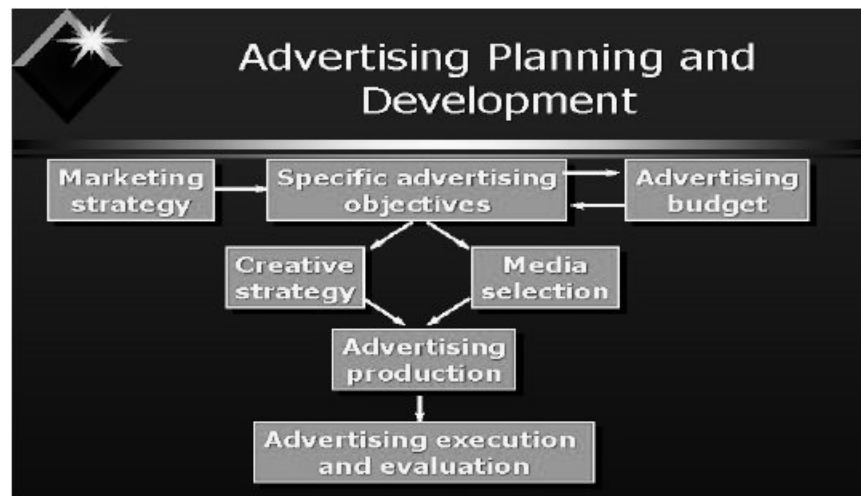 Advertising Planning and
Development
Marketing
strategy
Specific advertising
objectives
Advertising
budget
Creative
strategy
Media
selection
Advertising
production
Advertising execution
and evaluation